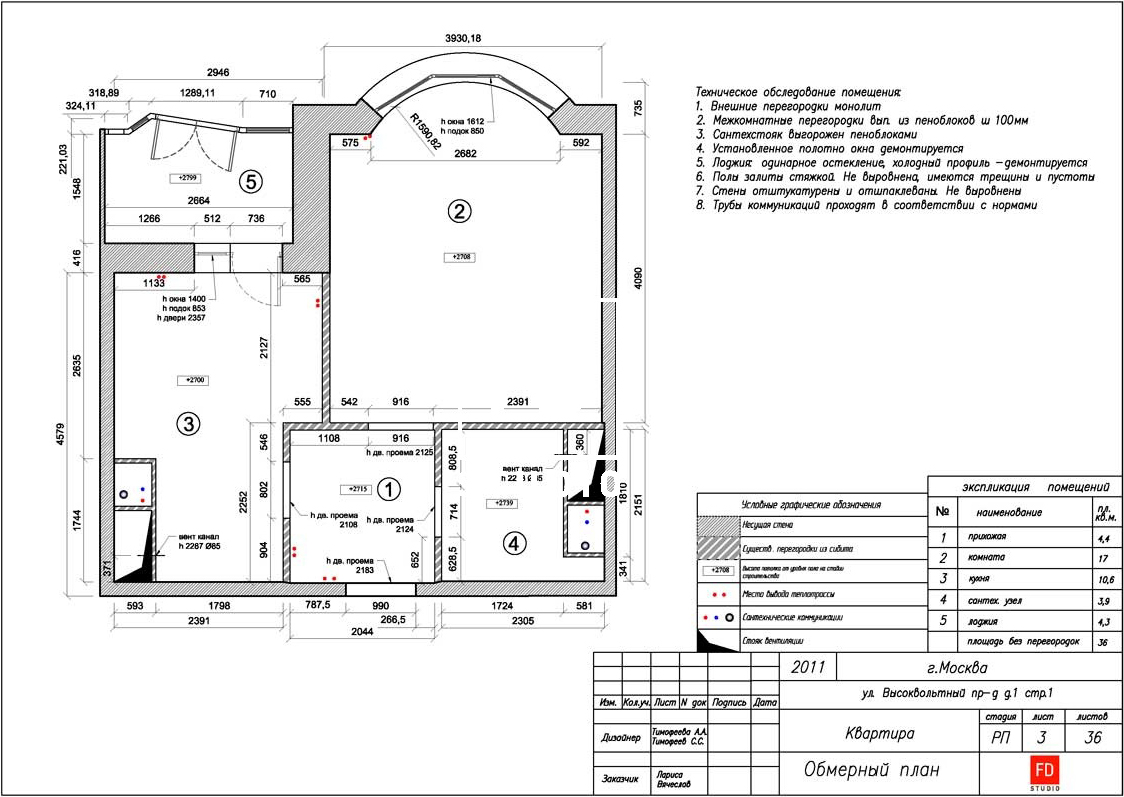 3930,18
2946
318,89
1289,11
710
324,11
735
Техническое обследование помещения:
1. Внешние перегородки монолит
2. Межкомнатные перегородки вып. из пеноблоков ш 100мм
3. Сантехстояк выгорожен пеноблоками
4. Установленное полотно окна демонтируется
5. Лоджия: одинарное остекление, холодный профиль -демонтируется
6. Полы залиты стяжкой. Не выровнена, имеются трещины и пустоты
7. Стены отштукатурены и отшпаклеваны. Не выровнены
8. Трубы коммуникаций проходят в соответствии с нормами
h окна 1612
h подок 850
R1590,82
575
2682
592
221,03
1548
+2799
5
2664
1266
512
736
2
+2708
416
4090
1133
565
h окна 1400
h подок 853
h двери 2357
2127
2635
+2700
3
555
542
916
2391
4579
546
1108
916
h дв. проема 2125
808,5
360
вент канал
+2715
1
802
2252
+2739
1810
2151
h дв. проема
2108
h дв. проема
2124
714
4
1744
вент канал
h 2287 Ø85
904
652
628,5
h дв. проема
2183
371
341
593
1798
787,5
990
266,5
1724
581
2391
2044
2305
Условные графические обозначения
Несущая стена
Существ. перегородки из сибита
+2708
Высота потолка от уровня пола на стадии
строительства
Места вывода теплотрассы
Сантехнические коммуникации
Стояк вентиляции
экспликация помещений
№ наименование пл. кв.м.
1 прихожая 4,4
2 комната 17
3 кухня 10,6
4 сантех. узел 3,9
5 лоджия 4,3
площадь без перегородок 36
2011 г.Москва
ул. Высоковольтный пр-д д.1 стр.1
Изм. Кол.уч. Лист N док Подпись Дата
Дизайнер Тимофеева А.А.
Тимофеев С.С.
Квартира
стадия лист листов
РП 3 36
Заказчик Лариса
Вячеслав
Обмерный план
FD
STUDIO